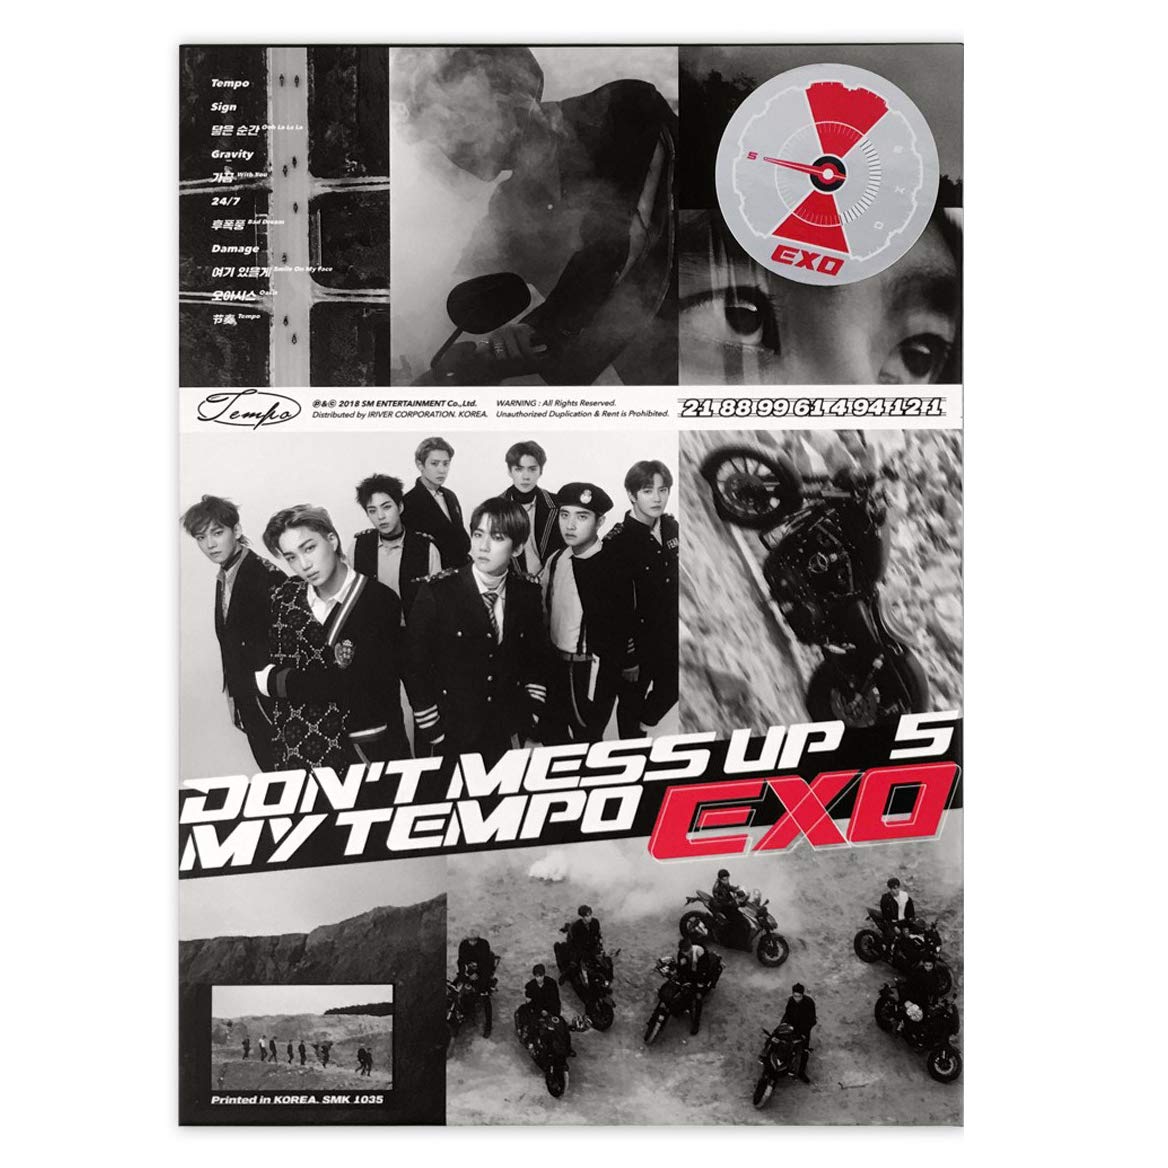 Tempo
Sign
닿은 순간 Ooh La La La
Gravity
가끔 With You
24/7
후폭풍 Bad Dream
Damage
여기 있을게 Smile On My Face
오아시스 Oasis
节奏 Tempo
5
E
X
O
EXO
Tempo
℗&© 2018 SM ENTERTAINMENT Co.,Ltd.
Distributed by IRIVER CORPORATION. KOREA.
WARNING : All Rights Reserved.
Unauthorized Duplication & Rent is Prohibited.
21 88 99 61 4 94 12 1
DON'T MESS UP 5
MY TEMPO EXO
Printed in KOREA. SMK 1035